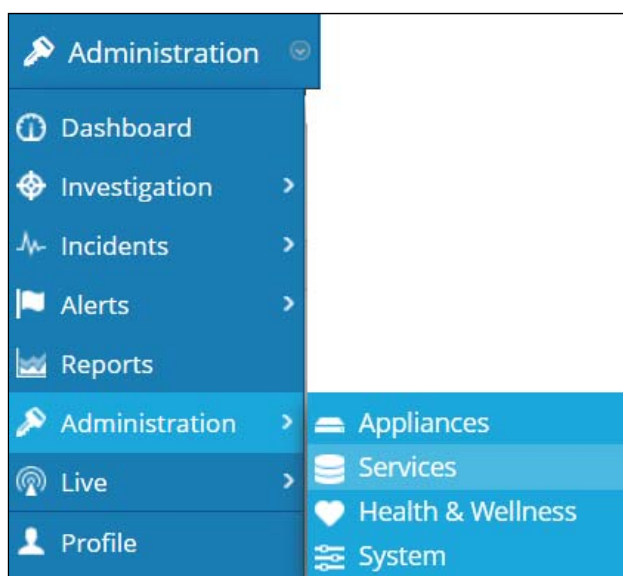 Administration
Dashboard
Investigation
Incidents
Alerts
Reports
Administration
Live
Profile
Appliances
Services
Health & Wellness
System